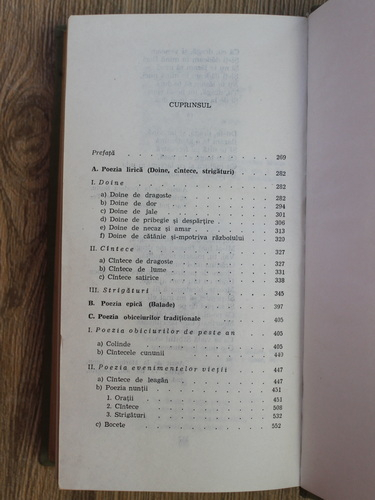 CUPRINSUL
Prefață . . . . . . . . . . . 269
A. Poezia lirică (Doine, cîntece, strigături) . . 282
I. Doine . . . . . . . . . . . 282
a) Doine de dragoste . . . . . . . 282
b) Doine de dor . . . . . . . . . 294
c) Doine de jale . . . . . . . . . 301
d) Doine de pribegie și despărțire . . . . 306
e) Doine de necaz și amar . . . . . . 313
f) Doine de cătănie și-mpotriva războiului . . 320
II. Cîntece . . . . . . . . . . . 327
a) Cîntece de dragoste . . . . . . . 327
b) Cîntece de lume . . . . . . . . 331
c) Cîntece satirice . . . . . . . . 338
III. Strigături . . . . . . . . . . 345
B. Poezia epică (Balade) . . . . . . . 397
C. Poezia obiceiurilor tradiționale . . . . . 405
I. Poezia obiciurilor de peste an . . . . 405
a) Colinde . . . . . . . . . . 405
b) Cîntecele cununii . . . . . . . 440
II. Poezia evenimentelor vieții . . . . . 447
a) Cîntece de leagăn . . . . . . . 447
b) Poezia nunții . . . . . . . . . 451
1. Orații . . . . . . . . . . 451
2. Cîntece . . . . . . . . . 508
3. Strigături . . . . . . . . . 532
c) Bocete . . . . . . . . . . . 552